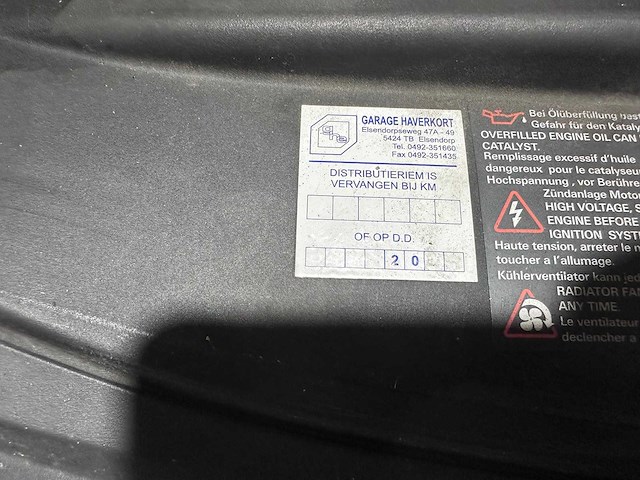 GARAGE HAVERKORT
Elsendorpseweg 47A - 49
5424 TB Elsendorp
Tel. 0492-351660
Fax 0492-351435
DISTRIBUTIERIEM IS
VERVANGEN BIJ KM
OF OP D.D.
2 0
Bei Ölüberfüllung
Gefahr für den
OVERFILLED ENGINE OIL CAN
CATALYST.
Remplissage excessif d'huile
dangereux pour le catalyseur
Hochspannung , vor Berühre
Zündanlage Motor
HIGH VOLTAGE, S
ENGINE BEFORE
IGNITION SYSTE
Haute tension, arreter le m
toucher a l'allumage.
Kühlerventilator kann jed
RADIATOR FAN
ANY TIME.
Le ventilateur
declencher a